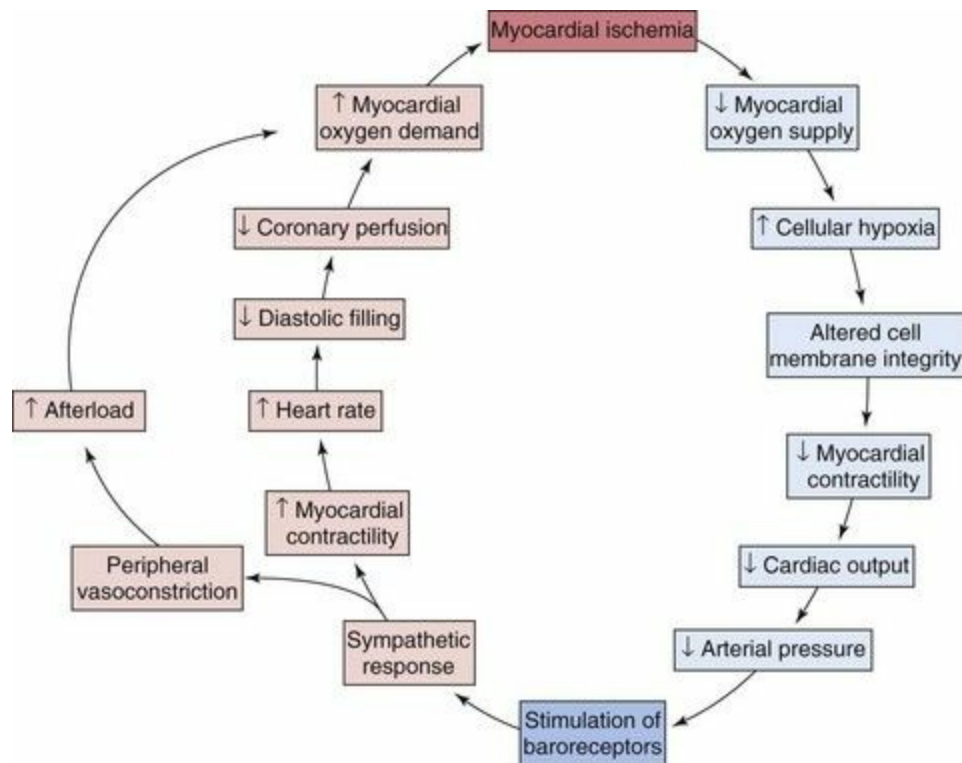 Myocardial ischemia
↓ Myocardial
oxygen supply
↑ Cellular hypoxia
Altered cell
membrane integrity
↓ Myocardial
contractility
↓ Cardiac output
↓ Arterial pressure
Stimulation of
baroreceptors
Sympathetic
response
Peripheral
vasoconstriction
↑ Afterload
↑ Myocardial
contractility
↑ Heart rate
↓ Diastolic filling
↓ Coronary perfusion
↑ Myocardial
oxygen demand